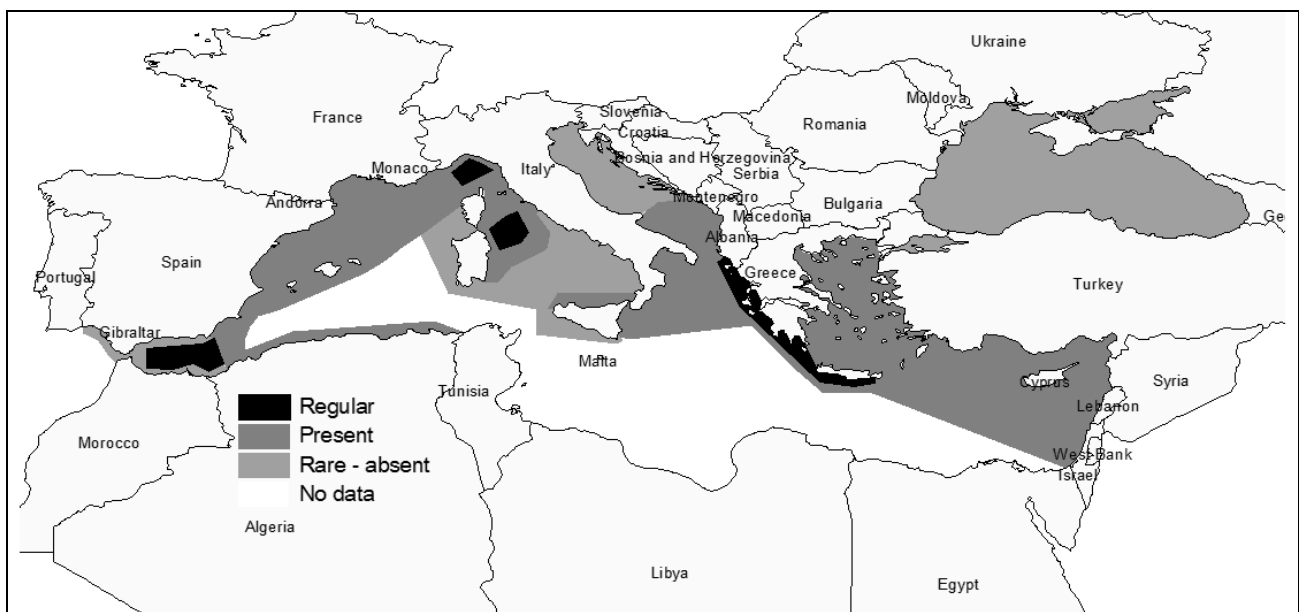 Ukraine
Moldova
France
Slovenia
Romania
Croatia
Bosnia and Herzegovina
Monaco
Italy
Serbia
Andorra
Montenegro
Bulgaria
Macedonia
Geo
Albania
Spain
Portugal
Greece
Turkey
Gibraltar
Malta
Cyprus
Syria
Tunisia
Lebanon
Regular
Present
Morocco
West-Bank
Rare - absent
Israel
No data
Algeria
Libya
Egypt